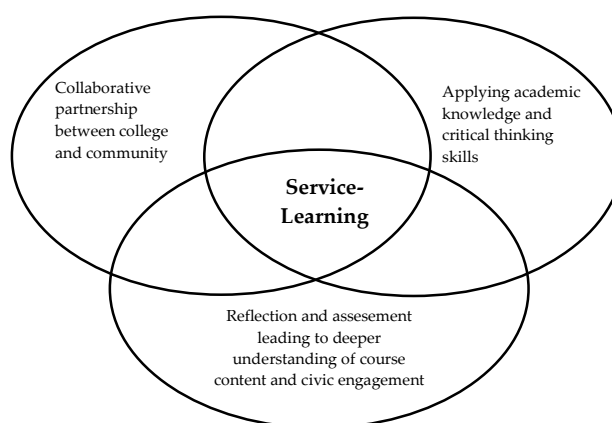 Collaborative
partnership
between college
and community
Applying academic
knowledge and
critical thinking
skills
Service-
Learning
Reflection and assesement
leading to deeper
understanding of course
content and civic engagement